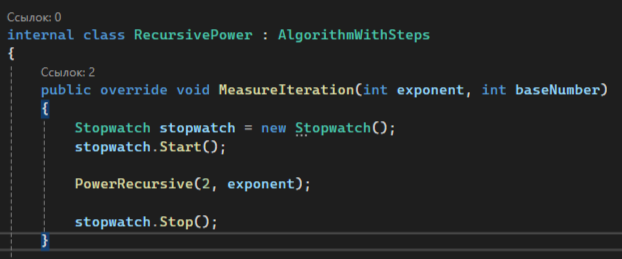 Ссылок: 0
internal class RecursivePower : AlgorithmWithSteps
{
Ссылок: 2
public override void MeasureIteration(int exponent, int baseNumber)
{
Stopwatch stopwatch = new Stopwatch();
stopwatch.Start();
PowerRecursive(2, exponent);
stopwatch.Stop();
}